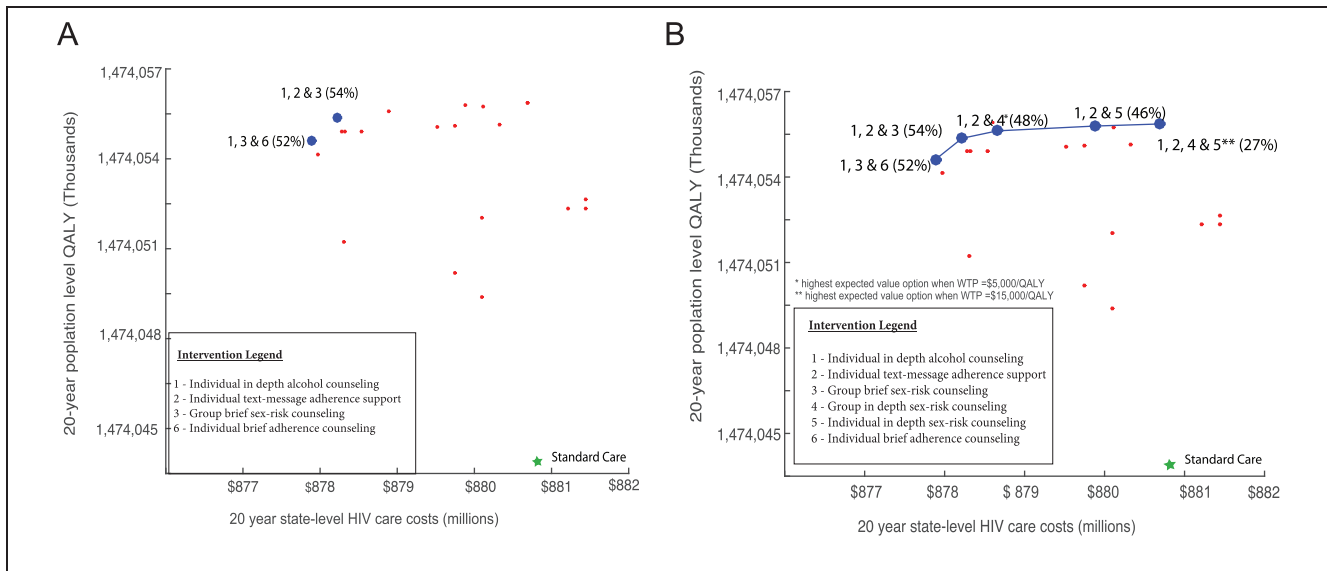 A
20-year poplation level QALY (Thousands)
1,474,057
1,474,054
1,474,051
1,474,048
1,474,045
1, 2 & 3 (54%)
1, 3 & 6 (52%)
Intervention Legend
1 - Individual in depth alcohol counseling
2 - Individual text-message adherence support
3 - Group brief sex-risk counseling
6 - Individual brief adherence counseling
Standard Care
$877 $878 $879 $880 $881 $882
20 year state-level HIV care costs (millions)
B
20-year population level QALY (Thousands)
1,474,057
1,474,054
1,474,051
1,474,048
1,474,045
1, 2 & 3 (54%)
1, 2 & 4* (48%)
1, 2 & 5 (46%)
1, 3 & 6 (52%)
1, 2, 4 & 5** (27%)
* highest expected value option when WTP =$5,000/QALY
** highest expected value option when WTP =$15,000/QALY
Intervention Legend
1 - Individual in depth alcohol counseling
2 - Individual text-message adherence support
3 - Group brief sex-risk counseling
4 - Group in depth sex-risk counseling
5 - Individual in depth sex-risk counseling
6 - Individual brief adherence counseling
Standard Care
$877 $878 $ 879 $880 $881 $882
20 year state-level HIV care costs (millions)